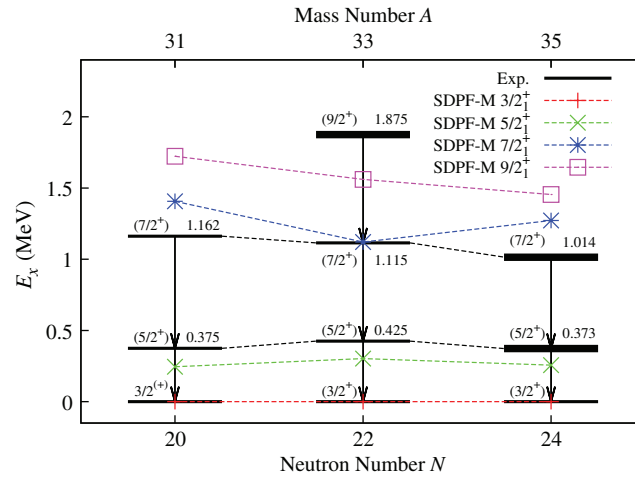 Mass Number A
31 33 35
Exp.
SDPF-M 3/2₁⁺
SDPF-M 5/2₁⁺
SDPF-M 7/2₁⁺
SDPF-M 9/2₁⁺
(9/2⁺) 1.875
(7/2⁺) 1.162
(7/2⁺) 1.115
(7/2⁺) 1.014
(5/2⁺) 0.375
(5/2⁺) 0.425
(5/2⁺) 0.373
3/2⁽⁺⁾
(3/2⁺)
(3/2⁺)
2
1.5
1
0.5
0
Eₓ (MeV)
20 22 24
Neutron Number N